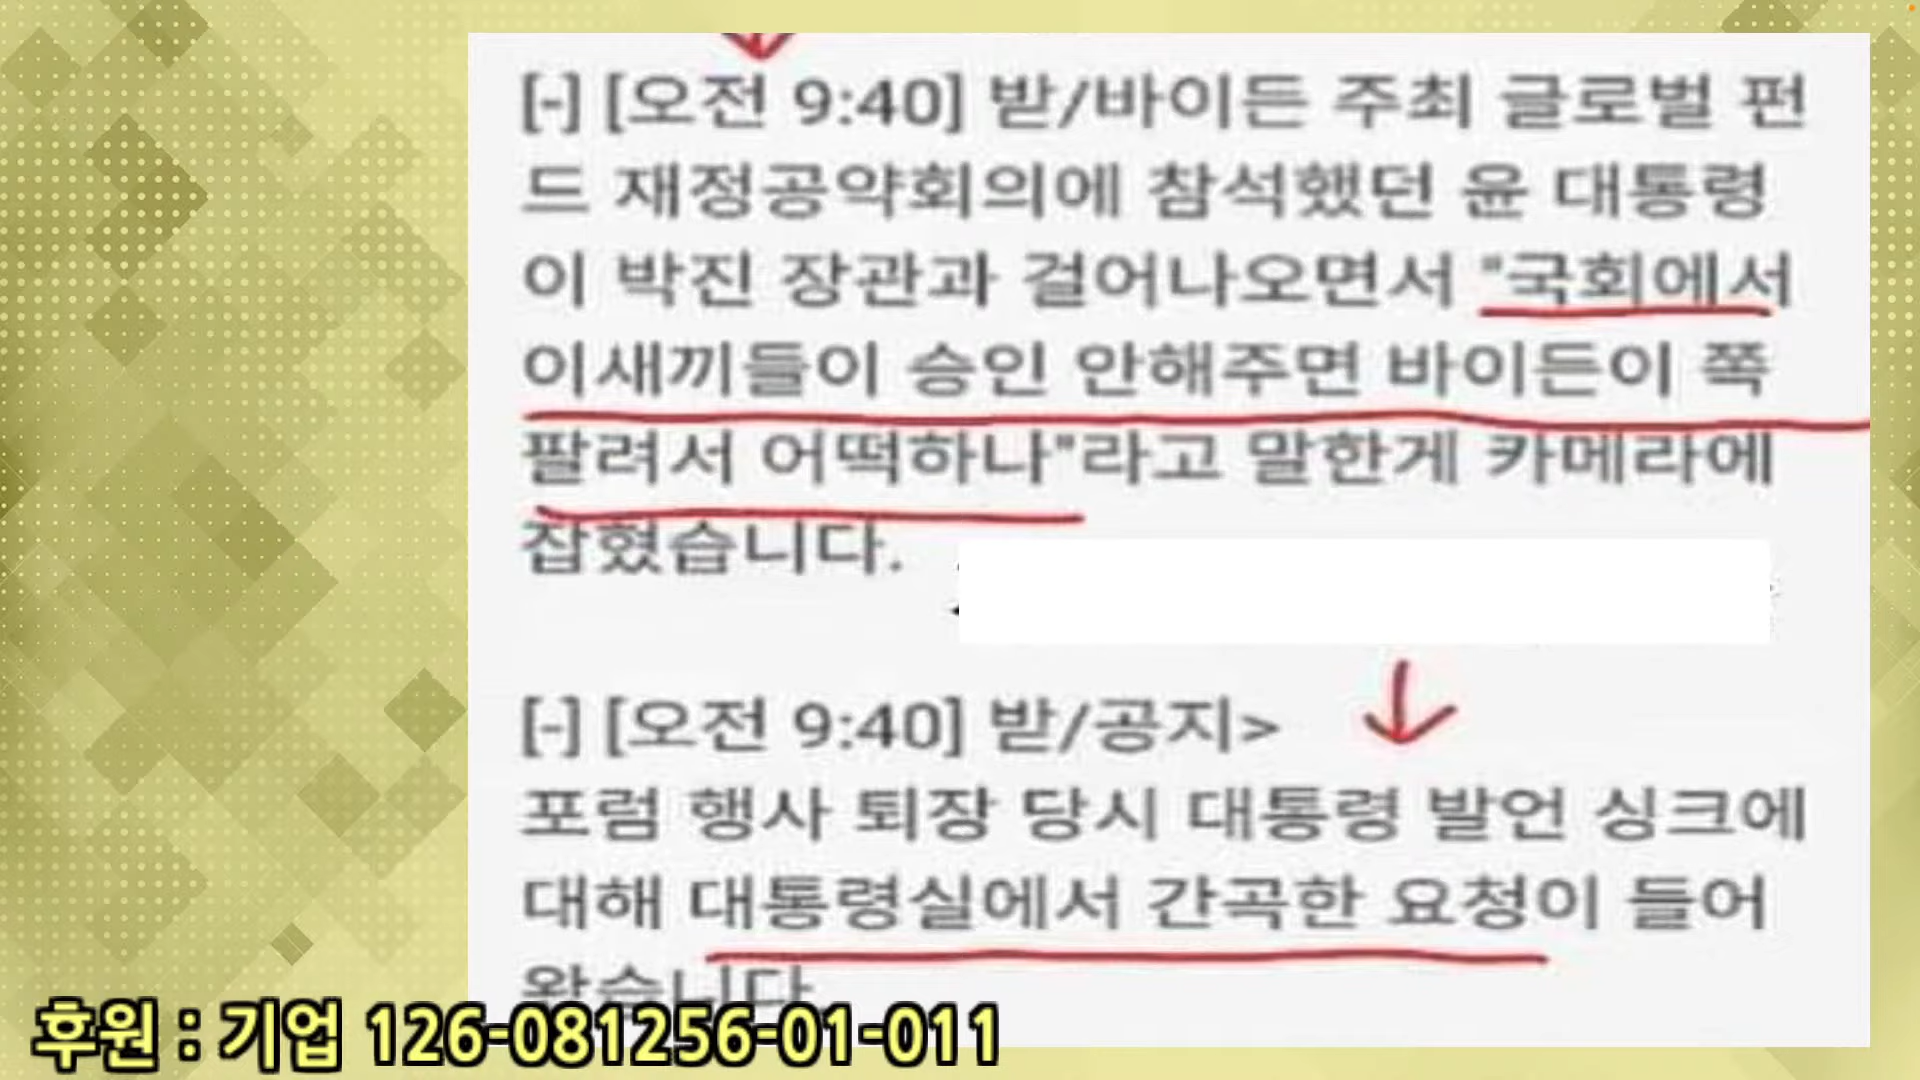 [-] [오전 9:40] 받/바이든 주최 글로벌 펀
드 재정공약회의에 참석했던 윤 대통령
이 박진 장관과 걸어나오면서 "국회에서
이새끼들이 승인 안해주면 바이든이 쪽
팔려서 어떡하나"라고 말한게 카메라에
잡혔습니다.
[-] [오전 9:40] 받/공지>
포럼 행사 퇴장 당시 대통령 발언 싱크에
대해 대통령실에서 간곡한 요청이 들어
왔습니다.
후원 : 기업 126-081256-01-011